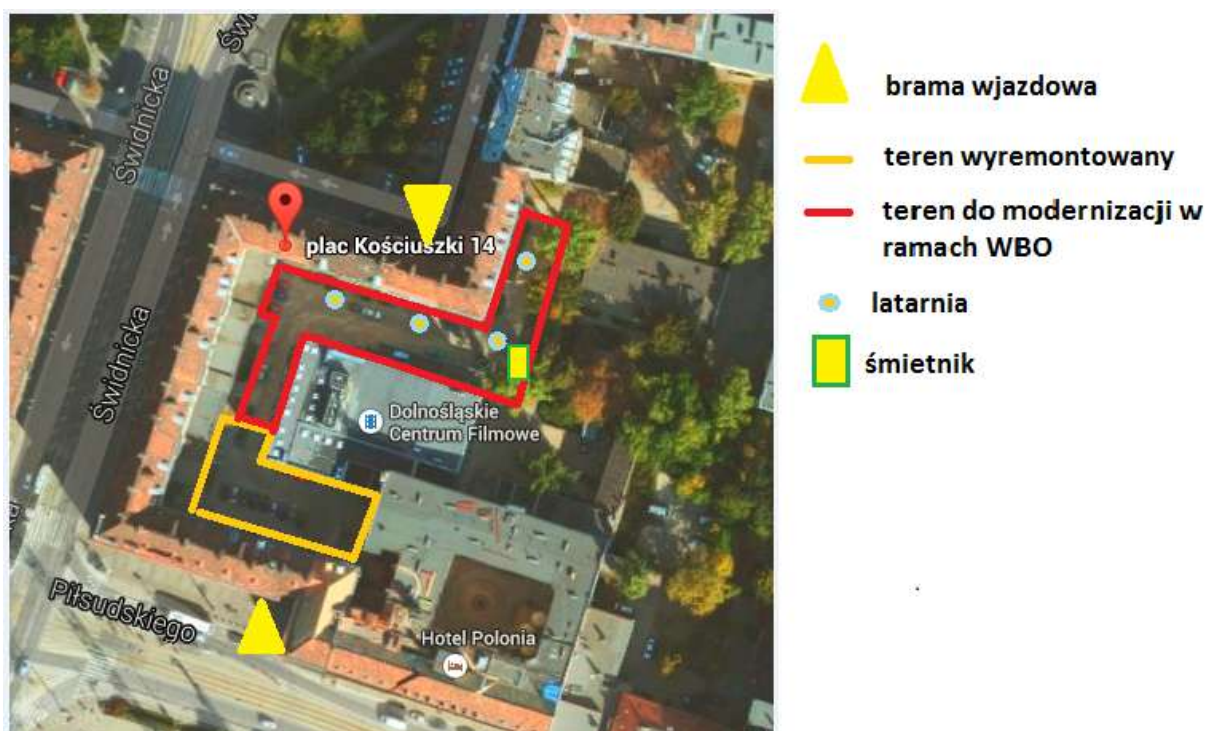 Świdnicka
Świdnicka
plac Kościuszki 14
Świdnicka
Dolnośląskie
Centrum Filmowe
Piłsudskiego
Hotel Polonia
brama wjazdowa
teren wyremontowany
teren do modernizacji w
ramach WBO
latarnia
śmietnik